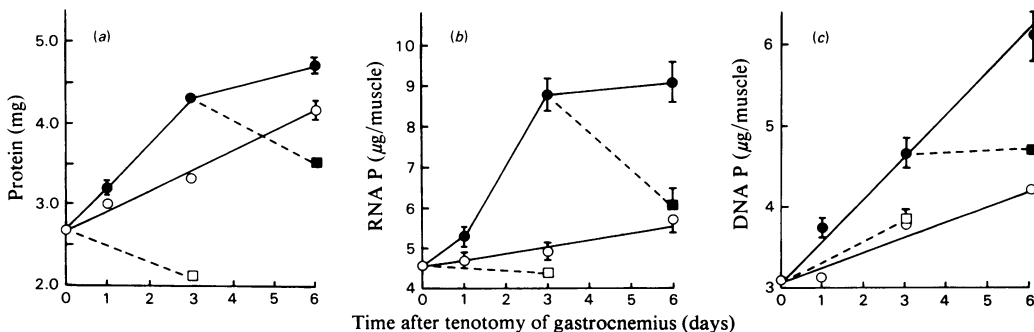 (a)
Protein (mg)
5.0
4.0
3.0
2.0
0 1 2 3 4 5 6
(b)
RNA P (μg/muscle)
10
9
8
7
6
5
4
0 1 2 3 4 5 6
(c)
DNA P (μg/muscle)
6
5
4
3
0 1 2 3 4 5 6
Time after tenotomy of gastrocnemius (days)